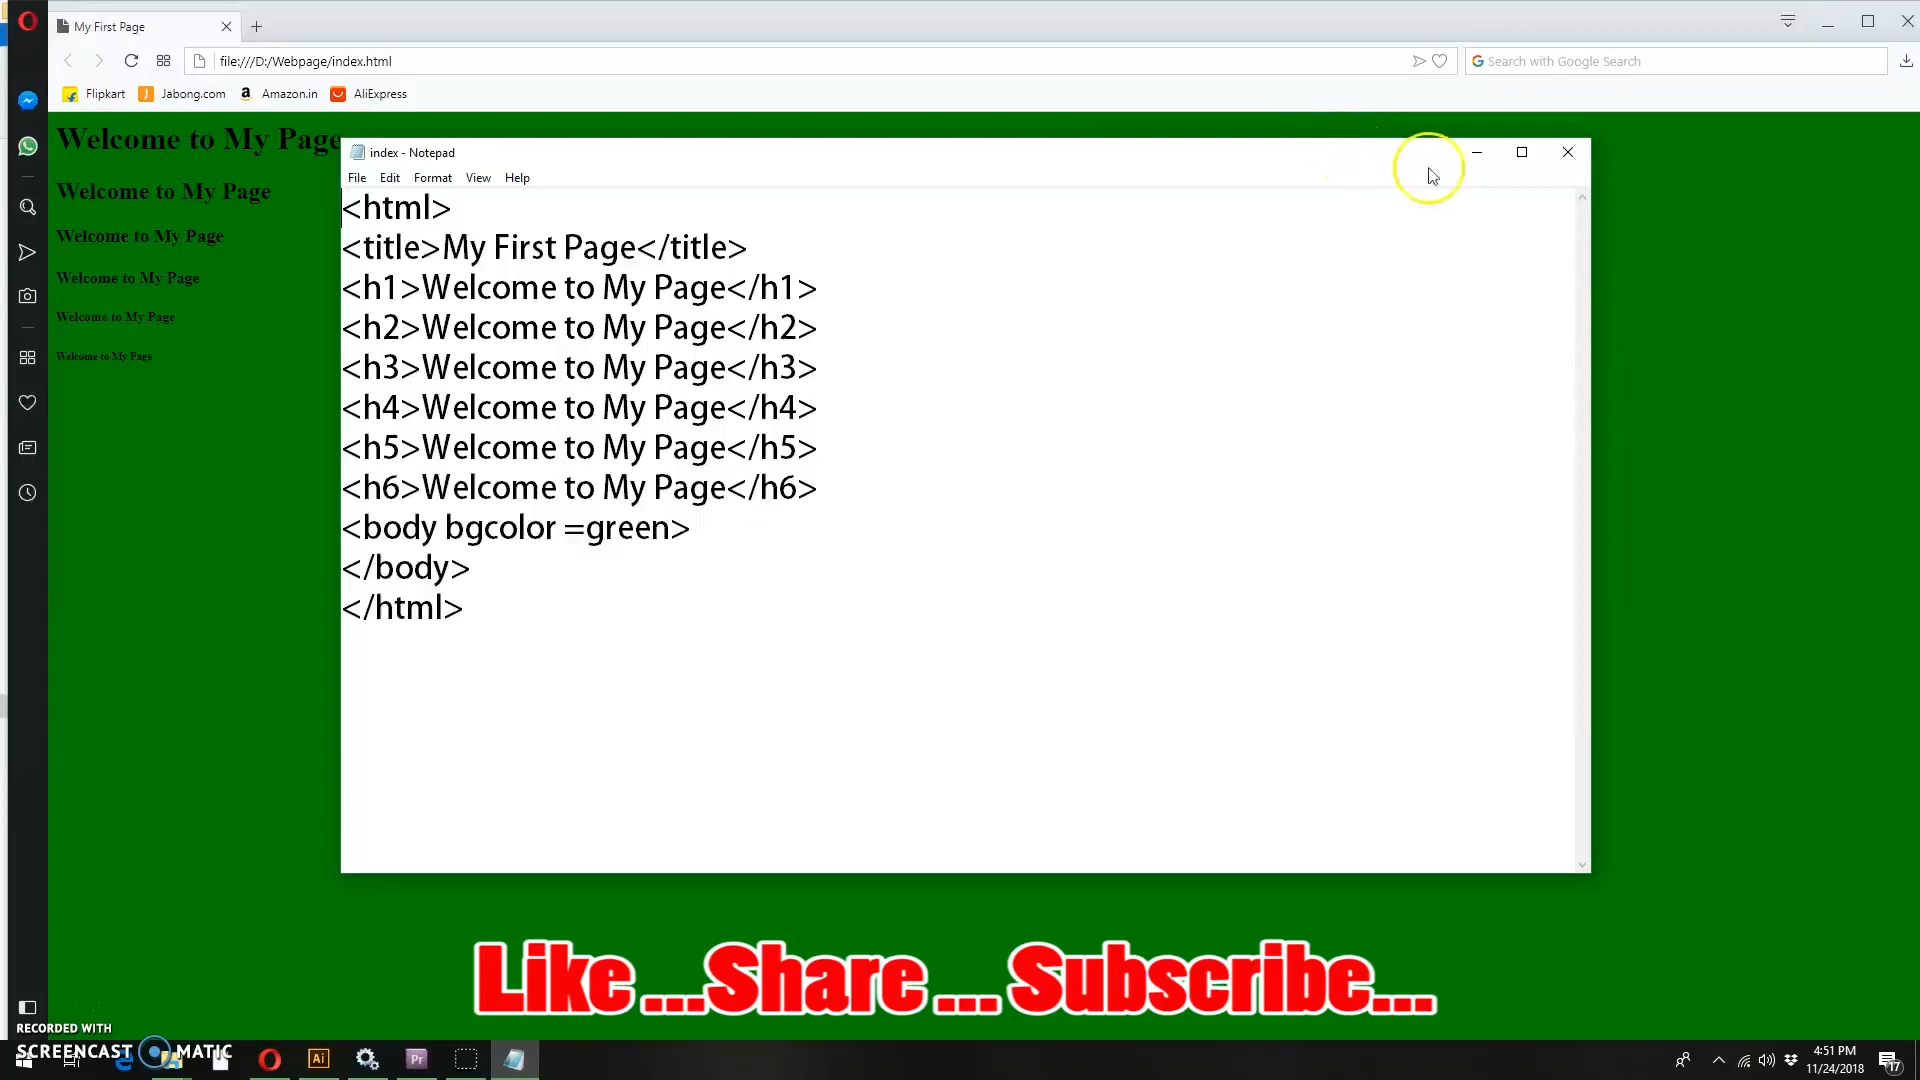 My First Page
file:///D:/Webpage/index.html
Search with Google Search
Flipkart
Jabong.com
Amazon.in
AliExpress
Welcome to My Page
Welcome to My Page
Welcome to My Page
Welcome to My Page
Welcome to My Page
Welcome to My Page
index - Notepad
File Edit Format View Help
<html>
<title>My First Page</title>
<h1>Welcome to My Page</h1>
<h2>Welcome to My Page</h2>
<h3>Welcome to My Page</h3>
<h4>Welcome to My Page</h4>
<h5>Welcome to My Page</h5>
<h6>Welcome to My Page</h6>
<body bgcolor =green>
</body>
</html>
Like ...Share ... Subscribe...
RECORDED WITH
SCREENCAST MATIC
Ai
Pr
4:51 PM
11/24/2018
17